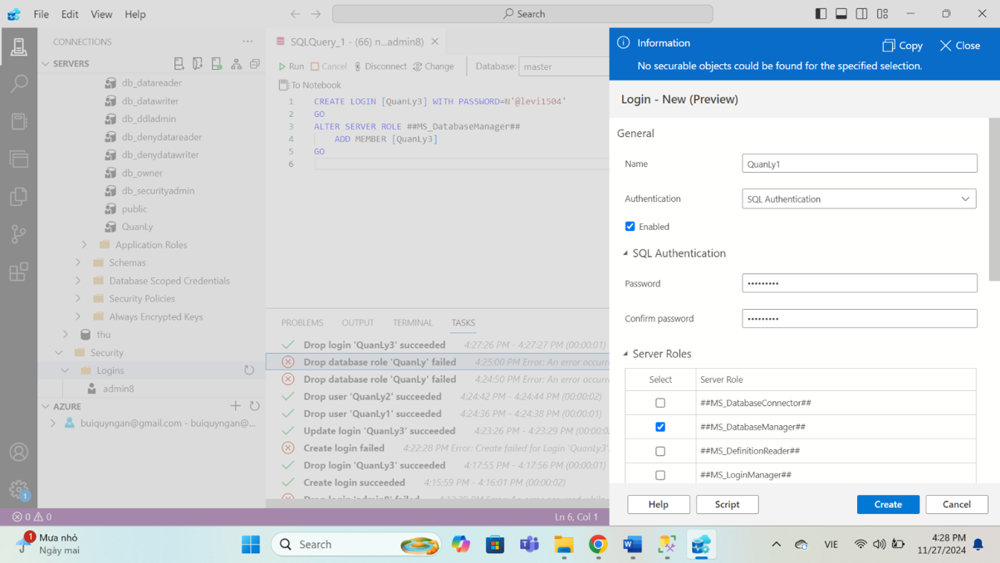 File Edit View Help
Search
CONNECTIONS
SERVERS
db_datareader
db_datawriter
db_ddladmin
db_denydatareader
db_denydatawriter
db_owner
db_securityadmin
public
QuanLy
Application Roles
Schemas
Database Scoped Credentials
Security Policies
Always Encrypted Keys
thu
Security
Logins
admin8
AZURE
buiquyngan@gmail.com - buiquyngan@...
SQLQuery_1 - (66) n...admin8)
Run Cancel Disconnect Change Database: master
To Notebook
1 CREATE LOGIN [QuanLy3] WITH PASSWORD=N'@levi1504'
2 GO
3 ALTER SERVER ROLE ##MS_DatabaseManager##
4 ADD MEMBER [QuanLy3]
5 GO
6
PROBLEMS OUTPUT TERMINAL TASKS
Drop login 'QuanLy3' succeeded 4:27:26 PM - 4:27:27 PM (00:00:01)
Drop database role 'QuanLy' failed 4:25:00 PM Error: An error occurr
Drop database role 'QuanLy' failed 4:24:50 PM Error: An error occurr
Drop user 'QuanLy2' succeeded 4:24:42 PM - 4:24:44 PM (00:00:02)
Drop user 'QuanLy1' succeeded 4:24:36 PM - 4:24:38 PM (00:00:01)
Update login 'QuanLy3' succeeded 4:23:26 PM - 4:23:29 PM (00:00:0
Create login failed 4:22:28 PM Error: Create failed for Login 'QuanLy3'
Drop login 'QuanLy3' succeeded 4:17:55 PM - 4:17:56 PM (00:00:01)
Create login succeeded 4:15:59 PM - 4:16:01 PM (00:00:02)
Drop login 'admin8' failed
0 0
Ln 6, Col 1
Information
Copy Close
No securable objects could be found for the specified selection.
Login - New (Preview)
General
Name QuanLy1
Authentication SQL Authentication
Enabled
SQL Authentication
Password •••••••••
Confirm password •••••••••
Server Roles
Select Server Role
##MS_DatabaseConnector##
##MS_DatabaseManager##
##MS_DefinitionReader##
##MS_LoginManager##
Help Script Create Cancel
1
1
Mưa nhỏ
Ngày mai
Search
VIE
4:28 PM
11/27/2024